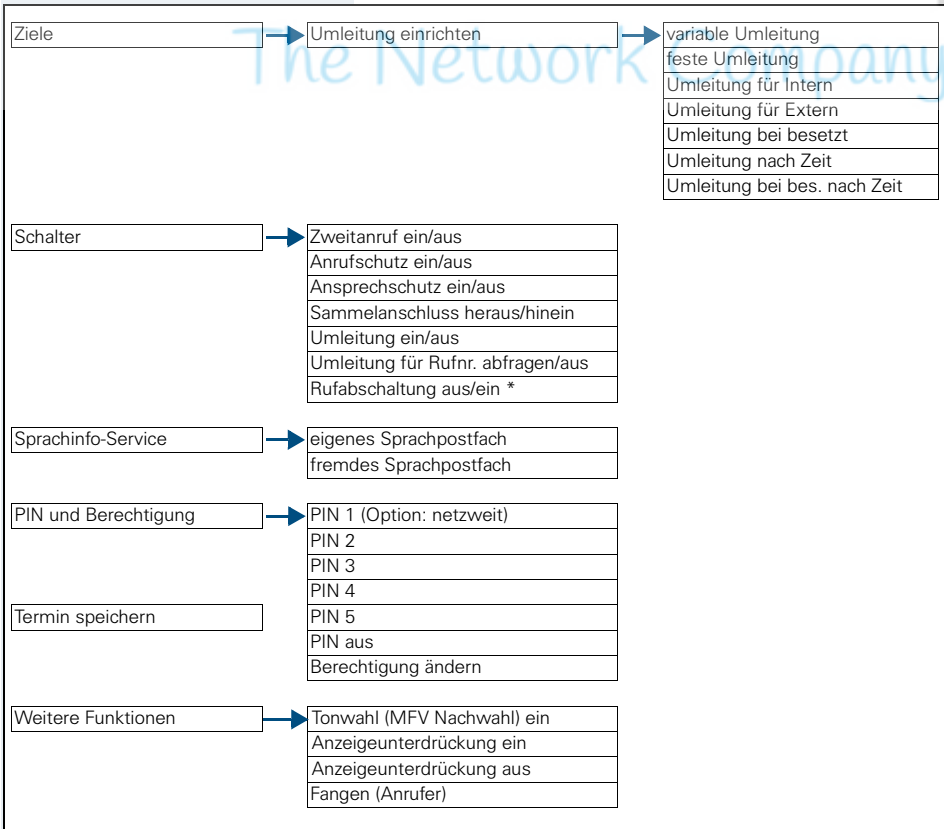 The Network Company
Ziele
Umleitung einrichten
variable Umleitung
feste Umleitung
Umleitung für Intern
Umleitung für Extern
Umleitung bei besetzt
Umleitung nach Zeit
Umleitung bei bes. nach Zeit
Schalter
Zweitanruf ein/aus
Anrufschutz ein/aus
Ansprechschutz ein/aus
Sammelanschluss heraus/hinein
Umleitung ein/aus
Umleitung für Rufnr. abfragen/aus
Rufabschaltung aus/ein *
Sprachinfo-Service
eigenes Sprachpostfach
fremdes Sprachpostfach
PIN und Berechtigung
PIN 1 (Option: netzweit)
PIN 2
PIN 3
PIN 4
Termin speichern
PIN 5
PIN aus
Berechtigung ändern
Weitere Funktionen
Tonwahl (MFV Nachwahl) ein
Anzeigeunterdrückung ein
Anzeigeunterdrückung aus
Fangen (Anrufer)